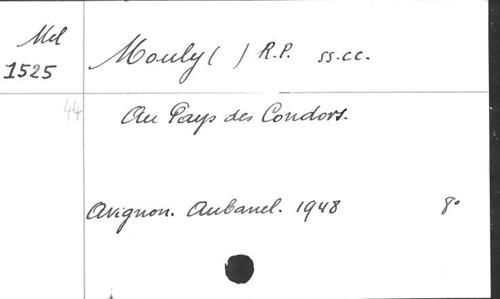 Mel
1525
Mouly ( ) R.P. ss.cc.
44
Au Pays des Condors.
Avignon. Aubanel. 1948 8°